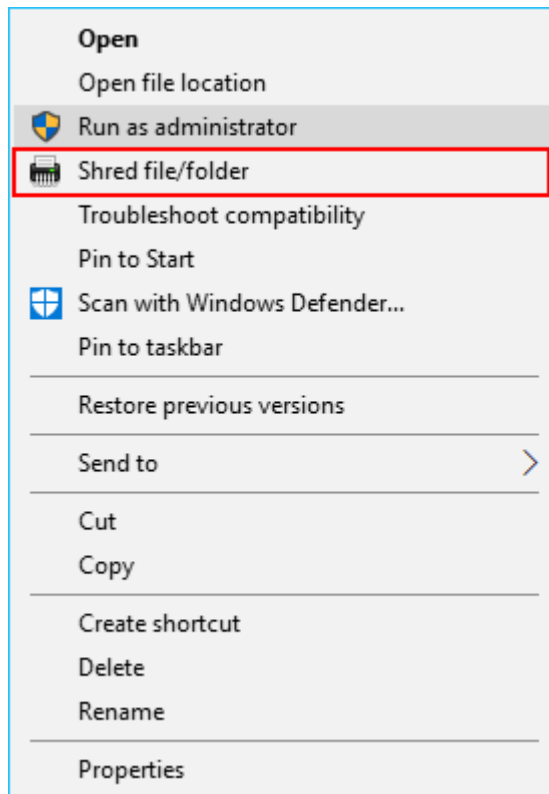 Open
Open file location
Run as administrator
Shred file/folder
Troubleshoot compatibility
Pin to Start
Scan with Windows Defender...
Pin to taskbar
Restore previous versions
Send to
Cut
Copy
Create shortcut
Delete
Rename
Properties